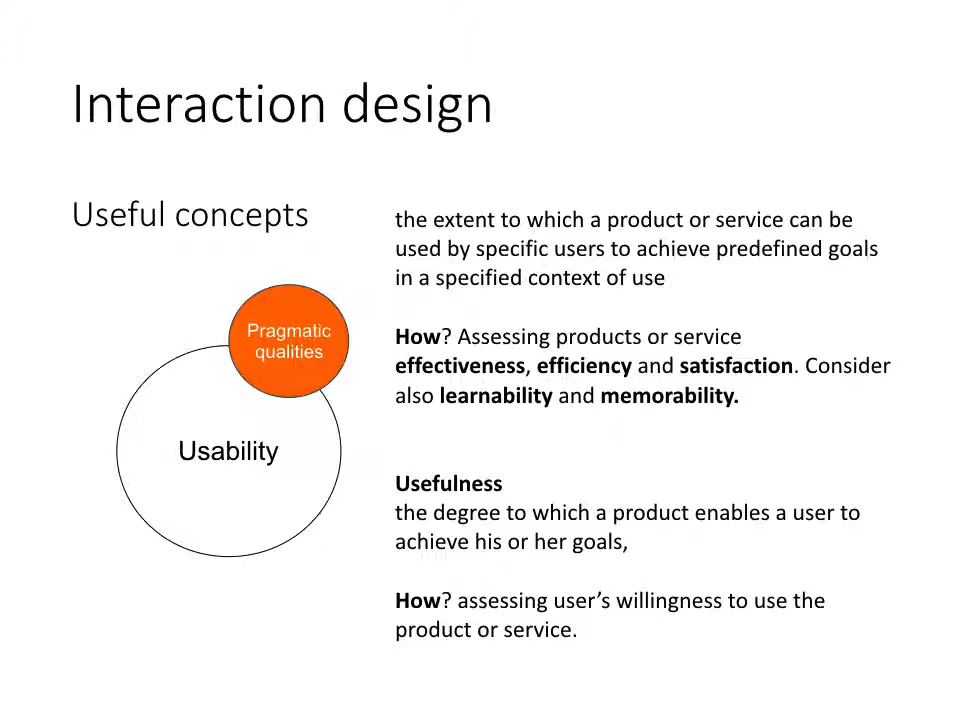 Interaction design
Useful concepts
the extent to which a product or service can be
used by specific users to achieve predefined goals
in a specified context of use
Pragmatic
qualities
Usability
How? Assessing products or service
effectiveness, efficiency and satisfaction. Consider
also learnability and memorability.
Usefulness
the degree to which a product enables a user to
achieve his or her goals,
How? assessing user’s willingness to use the
product or service.